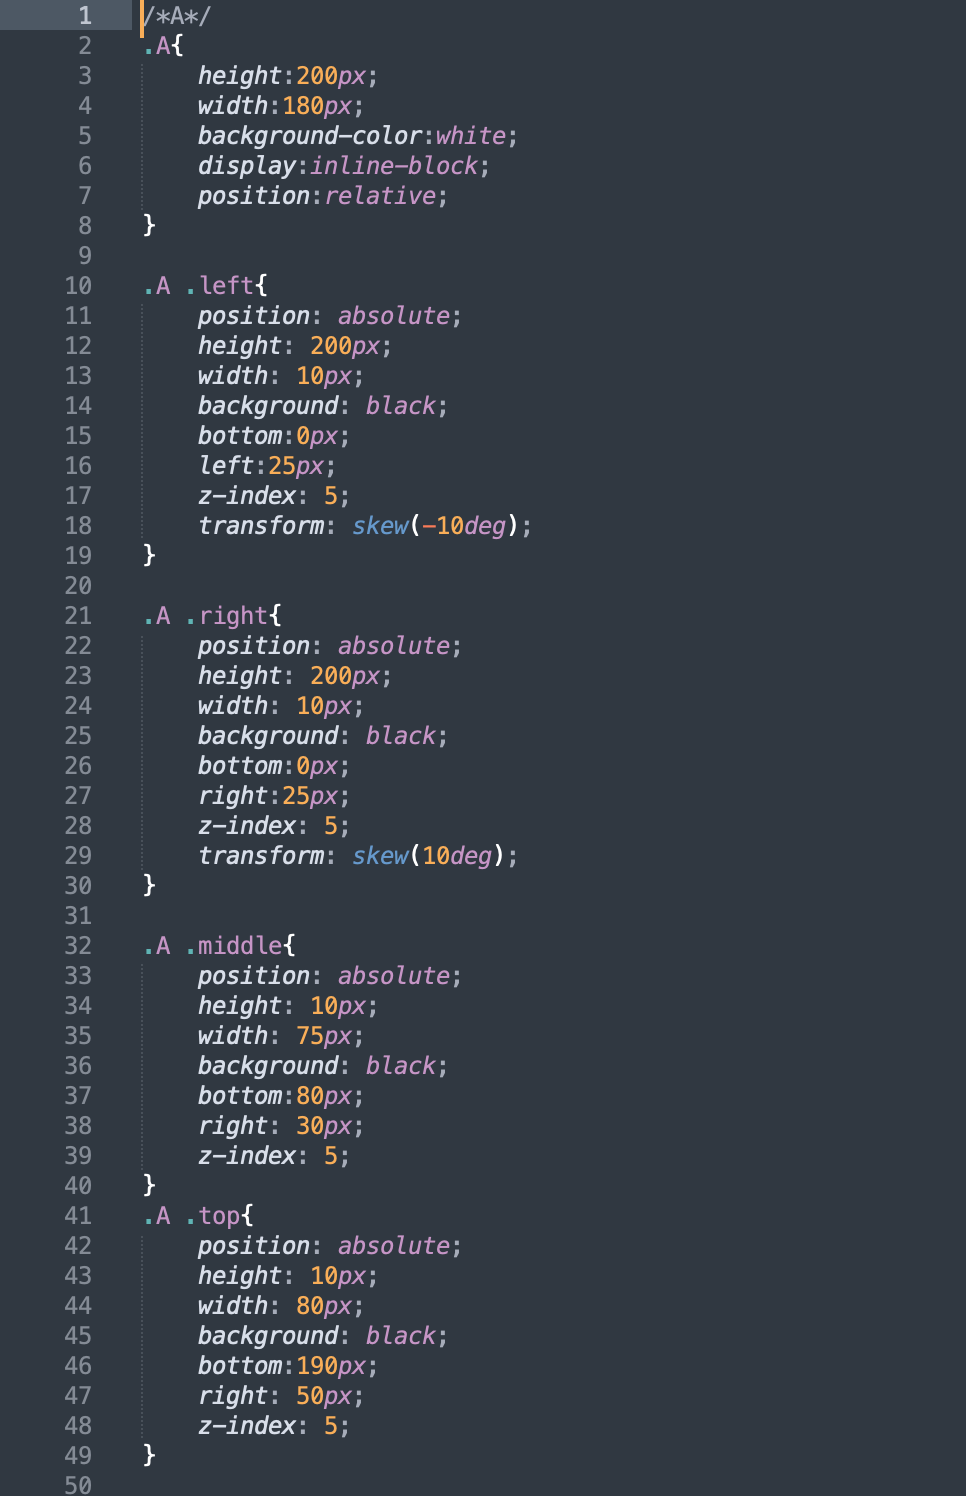 1 /*A*/
2 .A{
3 height:200px;
4 width:180px;
5 background-color:white;
6 display:inline-block;
7 position:relative;
8 }
9
10 .A .left{
11 position: absolute;
12 height: 200px;
13 width: 10px;
14 background: black;
15 bottom:0px;
16 left:25px;
17 z-index: 5;
18 transform: skew(-10deg);
19 }
20
21 .A .right{
22 position: absolute;
23 height: 200px;
24 width: 10px;
25 background: black;
26 bottom:0px;
27 right:25px;
28 z-index: 5;
29 transform: skew(10deg);
30 }
31
32 .A .middle{
33 position: absolute;
34 height: 10px;
35 width: 75px;
36 background: black;
37 bottom:80px;
38 right: 30px;
39 z-index: 5;
40 }
41 .A .top{
42 position: absolute;
43 height: 10px;
44 width: 80px;
45 background: black;
46 bottom:190px;
47 right: 50px;
48 z-index: 5;
49 }
50